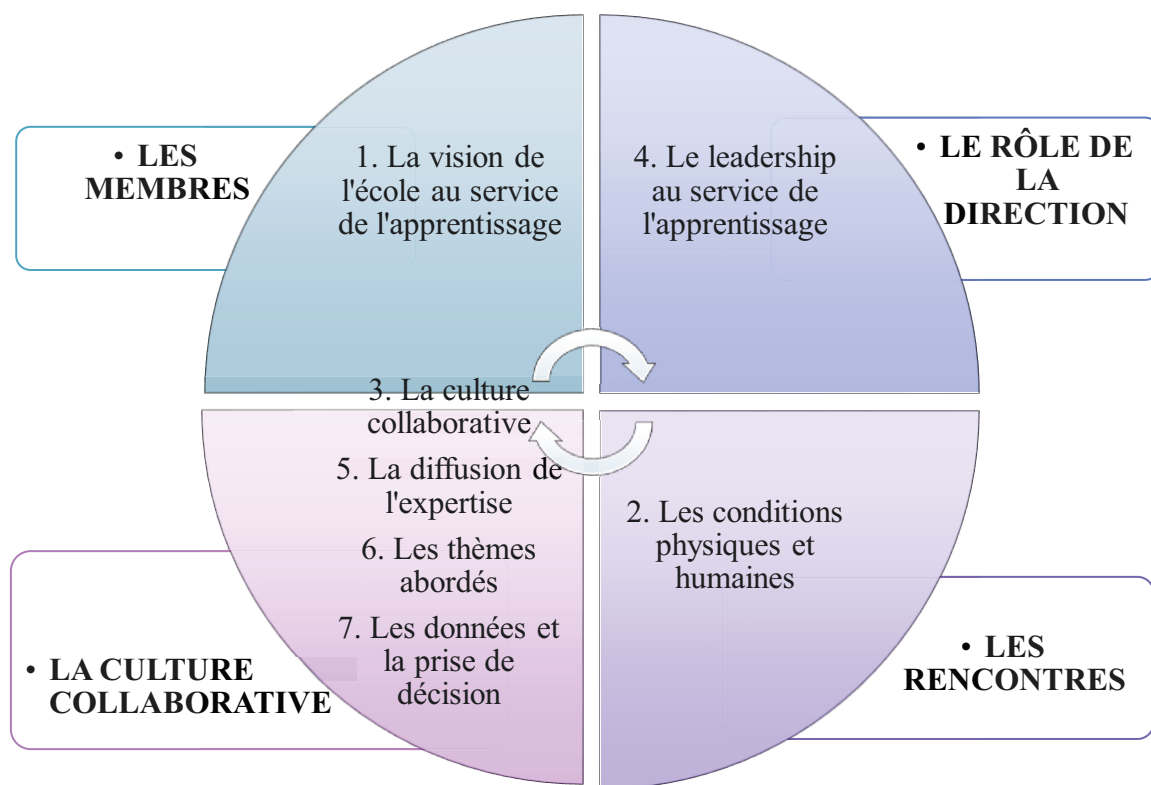 • LES
MEMBRES
1. La vision de
l'école au service
de l'apprentissage
4. Le leadership
au service de
l'apprentissage
• LE RÔLE DE
LA
DIRECTION
3. La culture
collaborative
5. La diffusion de
l'expertise
6. Les thèmes
abordés
7. Les données et
la prise de
décision
• LA CULTURE
COLLABORATIVE
2. Les conditions
physiques et
humaines
• LES
RENCONTRES